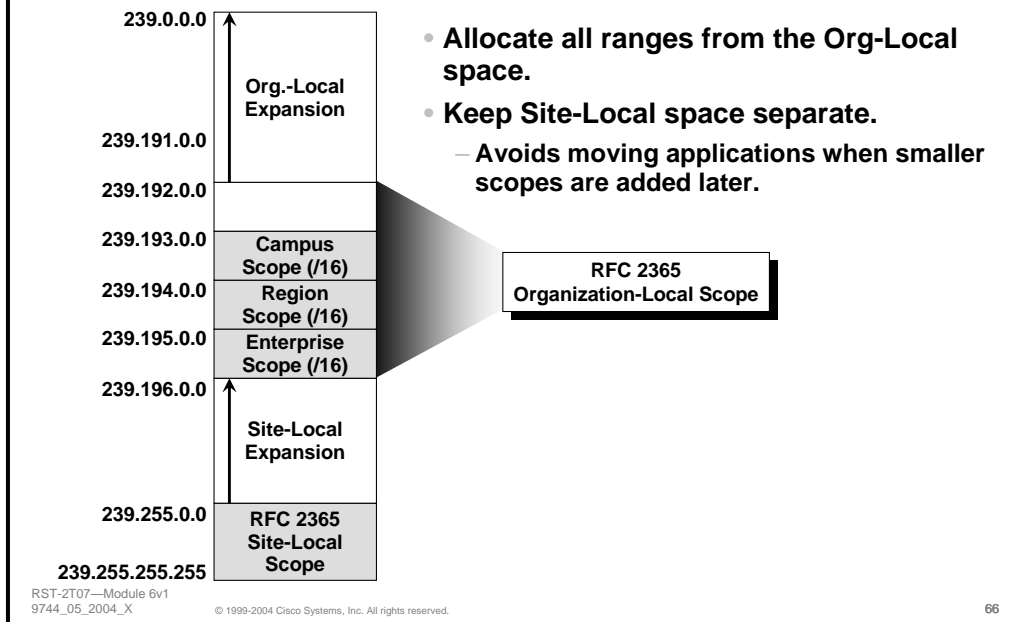 239.0.0.0
Org.-Local
Expansion
239.191.0.0
239.192.0.0
239.193.0.0
Campus
Scope (/16)
239.194.0.0
Region
Scope (/16)
239.195.0.0
Enterprise
Scope (/16)
239.196.0.0
Site-Local
Expansion
239.255.0.0
RFC 2365
Site-Local
Scope
239.255.255.255
• Allocate all ranges from the Org-Local
space.
• Keep Site-Local space separate.
– Avoids moving applications when smaller
scopes are added later.
RFC 2365
Organization-Local Scope
RST-2T07—Module 6v1
9744_05_2004_X
© 1999-2004 Cisco Systems, Inc. All rights reserved.
66